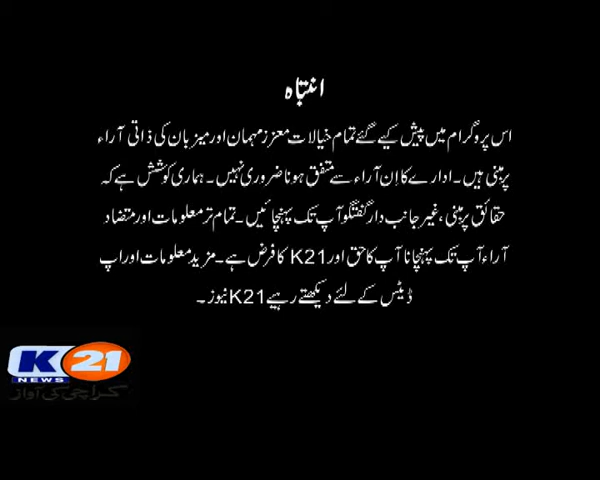 انتباہ
اس پروگرام میں پیش کیے گئے تمام خیالات معزز مہمان اور میزبان کی ذاتی آراء
پر مبنی ہیں۔ ادارے کا اِن آراء سے متفق ہونا ضروری نہیں۔ ہماری کوشش ہے کہ
حقائق پر مبنی، غیر جانب دار گفتگو آپ تک پہنچائیں۔ تمام تر معلومات اور متضاد
آراء آپ تک پہنچانا آپ کا حق اور K21 کا فرض ہے۔ مزید معلومات اور اپ
ڈیٹس کے لئے دیکھتے رہیے K21 نیوز۔
K21
NEWS
کراچی کی آواز